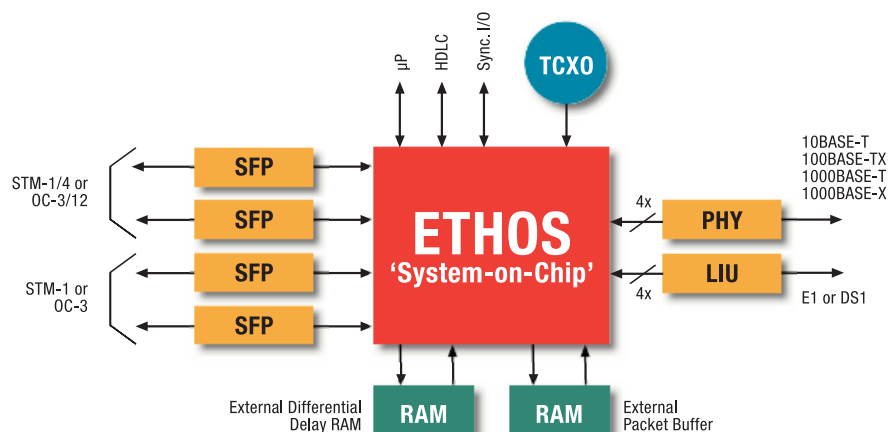 µP
HDLC
Sync. I/O
TCXO
STM-1/4 or
OC-3/12
SFP
SFP
STM-1 or
OC-3
SFP
SFP
ETHOS
'System-on-Chip'
10BASE-T
100BASE-TX
1000BASE-T
1000BASE-X
4x
PHY
4x
LIU
E1 or DS1
External Differential
Delay RAM
RAM
RAM
External
Packet Buffer